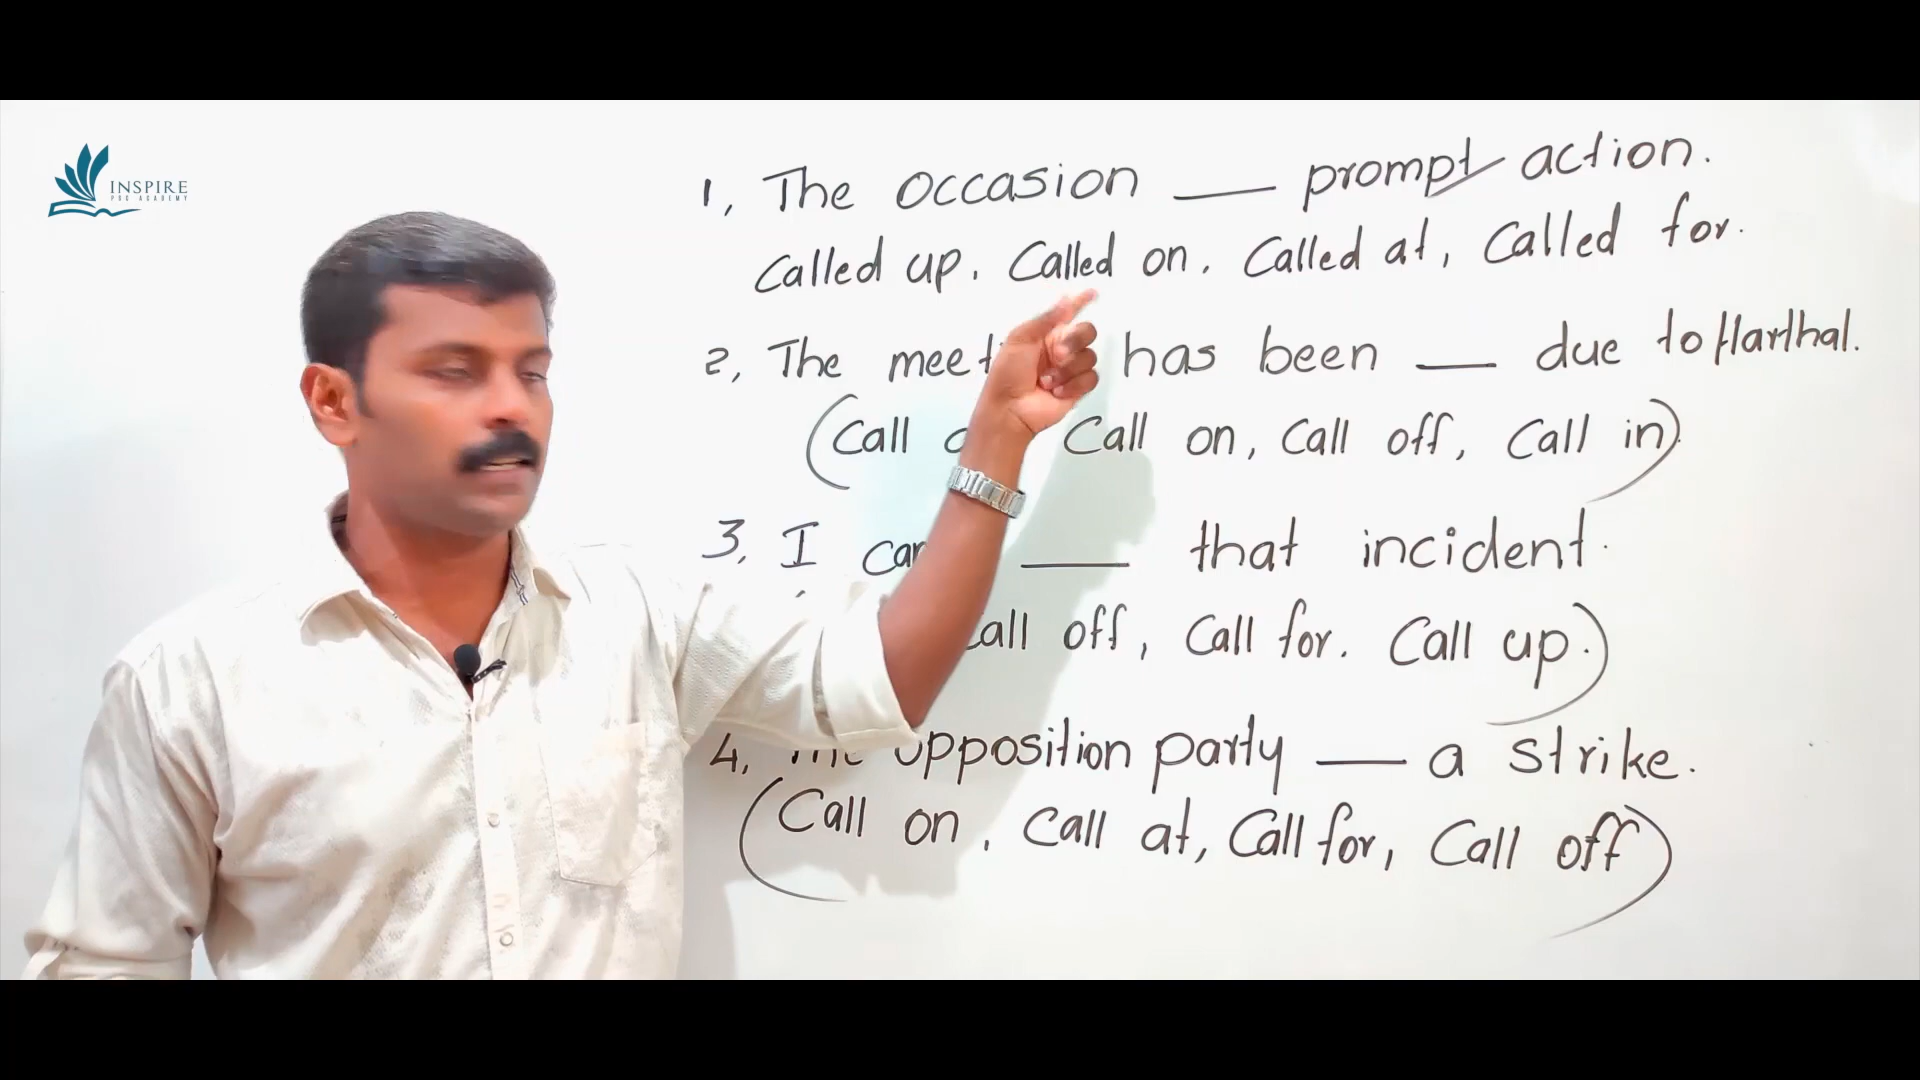 INSPIRE
PSC ACADEMY
1, The occasion ___ prompt action.
Called up, Called on, Called at, Called for.
2, The has been ___ due to Harthal.
(Call Call on, Call off, Call in)
3, I ___ that incident.
off, Call for. Call up.)
4, opposition party ___ a strike.
(Call on, Call at, Call for, Call off)